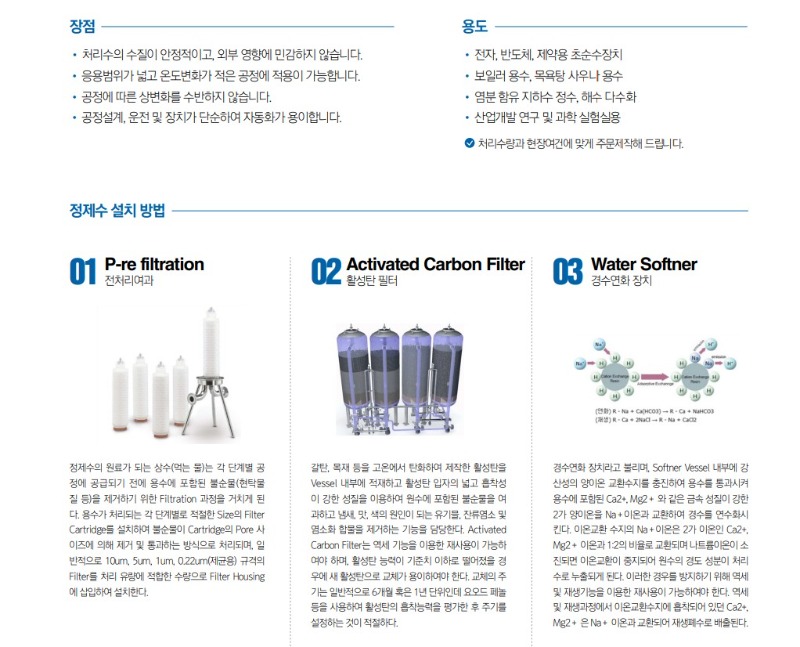 장점
• 처리수의 수질이 안정적이고, 외부 영향에 민감하지 않습니다.
• 응용범위가 넓고 온도변화가 적은 공정에 적용이 가능합니다.
• 공정에 따른 상변화를 수반하지 않습니다.
• 공정설계, 운전 및 장치가 단순하여 자동화가 용이합니다.
용도
• 전자, 반도체, 제약용 초순수장치
• 보일러 용수, 목욕탕 사우나 용수
• 염분 함유 지하수 정수, 해수 다수화
• 산업개발 연구 및 과학 실험실용
처리수량과 현장여건에 맞게 주문제작해 드립니다.
정제수 설치 방법
01 P-re filtration
전처리여과
정제수의 원료가 되는 상수(먹는 물)는 각 단계별 공
정에 공급되기 전에 용수에 포함된 불순물(현탁물
질 등)을 제거하기 위한 Filtration 과정을 거치게 된
다. 용수가 처리되는 각 단계별로 적절한 Size의 Filter
Cartridge를 설치하여 불순물이 Cartridge의 Pore 사
이즈에 의해 제거 및 통과하는 방식으로 처리되며, 일
반적으로 10um, 5um, 1um, 0.22um(제균용) 규격의
Filter를 처리 유량에 적합한 수량으로 Filter Housing
에 삽입하여 설치한다.
02 Activated Carbon Filter
활성탄 필터
갈탄, 목재 등을 고온에서 탄화하여 제작한 활성탄을
Vessel 내부에 적재하고 활성탄 입자의 넓고 흡착성
이 강한 성질을 이용하여 원수에 포함된 불순물을 여
과하고 냄새, 맛, 색의 원인이 되는 유기물, 잔류염소 및
염소화 합물을 제거하는 기능을 담당한다. Activated
Carbon Filter는 역세 기능을 이용한 재사용이 가능하
여야 하며, 활성탄 능력이 기준치 이하로 떨어졌을 경
우에 새 활성탄으로 교체가 용이하여야 한다. 교체의 주
기는 일반적으로 6개월 혹은 1년 단위인데 요오드 페놀
등을 사용하여 활성탄의 흡착능력을 평가한 후 주기를
설정하는 것이 적절하다.
03 Water Softner
경수연화 장치
Na+
H
Cation Exchange
Resin
Adsorptive Exchange
Na
H+
(연화) R - Na + Ca(HCO3) → R - Ca + NaHCO3
(재생) R - Ca + 2NaCl → R - Na + CaCl2
경수연화 장치라고 불리며, Softner Vessel 내부에 강
산성의 양이온 교환수지를 충진하여 용수를 통과시켜
용수에 포함된 Ca2+, Mg2+ 와 같은 금속 성질이 강한
2가 양이온을 Na+이온과 교환하여 경수를 연수화시
킨다. 이온교환 수지의 Na+이온은 2가 이온인 Ca2+,
Mg2+ 이온과 1:2의 비율로 교환되며 나트륨이온이 소
진되면 이온교환이 중지되어 원수의 경도 성분이 처리
수로 누출되게 된다. 이러한 경우를 방지하기 위해 역세
및 재생기능을 이용한 재사용이 가능하여야 한다. 역세
및 재생과정에서 이온교환수지에 흡착되어 있던 Ca2+,
Mg2+ 은 Na+ 이온과 교환되어 재생폐수로 배출된다.